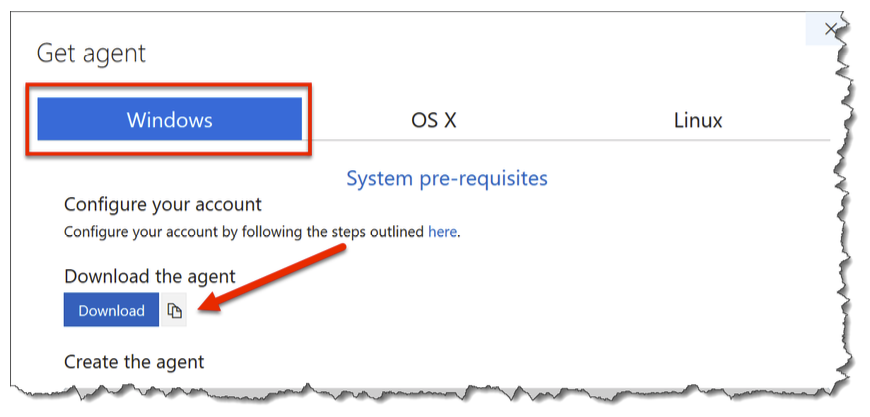 Get agent
Windows
OS X
Linux
System pre-requisites
Configure your account
Configure your account by following the steps outlined here.
Download the agent
Download
Create the agent